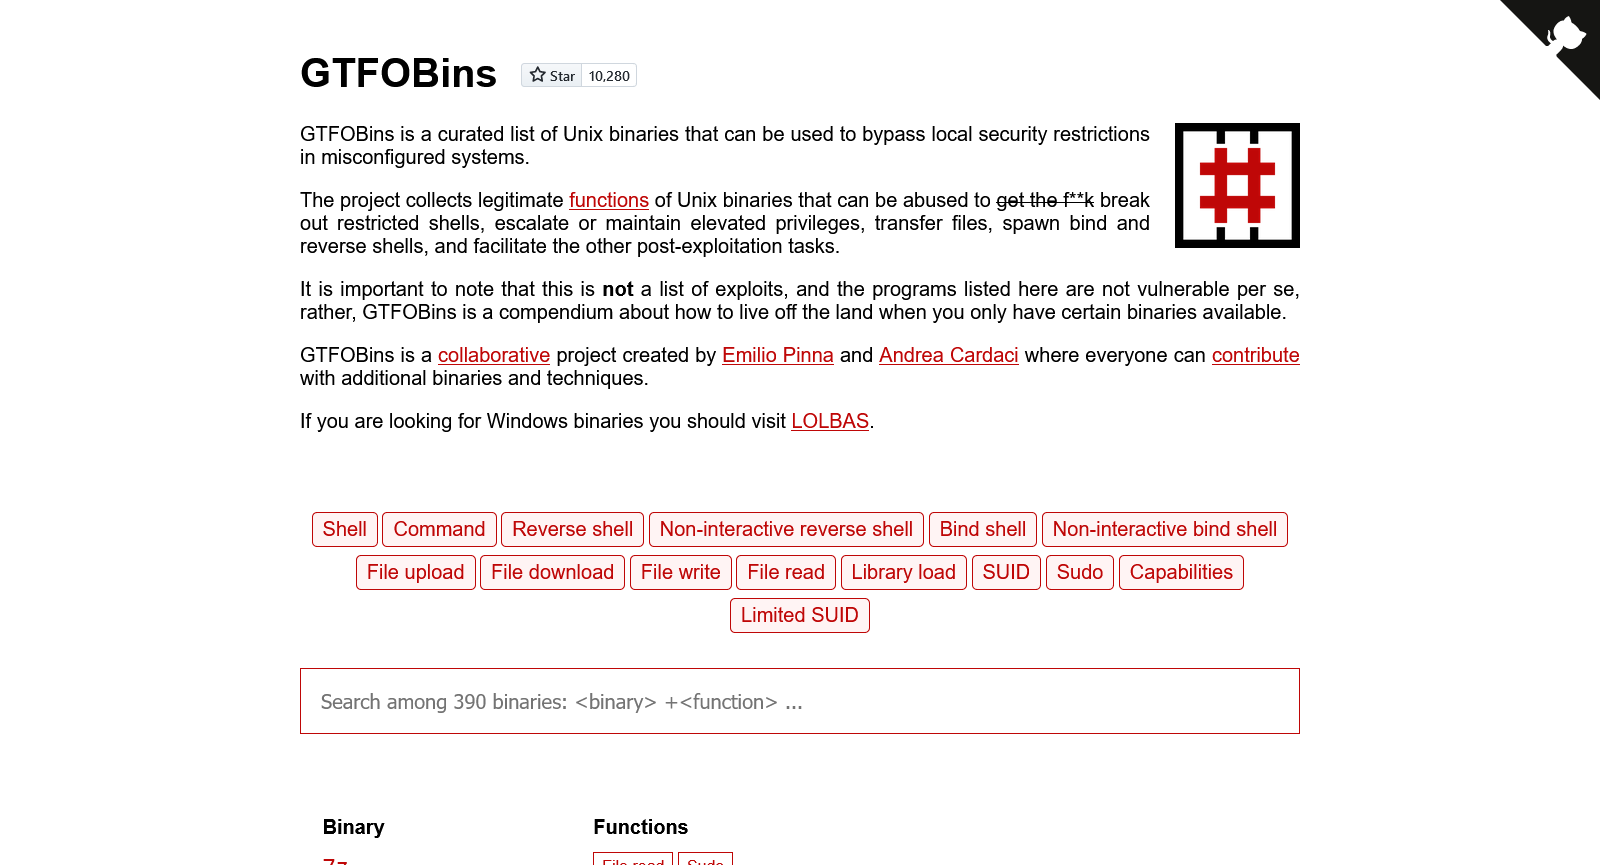 GTFOBins Star 10,280
GTFOBins is a curated list of Unix binaries that can be used to bypass local security restrictions
in misconfigured systems.
The project collects legitimate functions of Unix binaries that can be abused to get the f**k break
out restricted shells, escalate or maintain elevated privileges, transfer files, spawn bind and
reverse shells, and facilitate the other post-exploitation tasks.
It is important to note that this is not a list of exploits, and the programs listed here are not vulnerable per se,
rather, GTFOBins is a compendium about how to live off the land when you only have certain binaries available.
GTFOBins is a collaborative project created by Emilio Pinna and Andrea Cardaci where everyone can contribute
with additional binaries and techniques.
If you are looking for Windows binaries you should visit LOLBAS.
Shell Command Reverse shell Non-interactive reverse shell Bind shell Non-interactive bind shell
File upload File download File write File read Library load SUID Sudo Capabilities
Limited SUID
Search among 390 binaries: <binary> +<function> ...
Binary Functions
7z File read Sudo